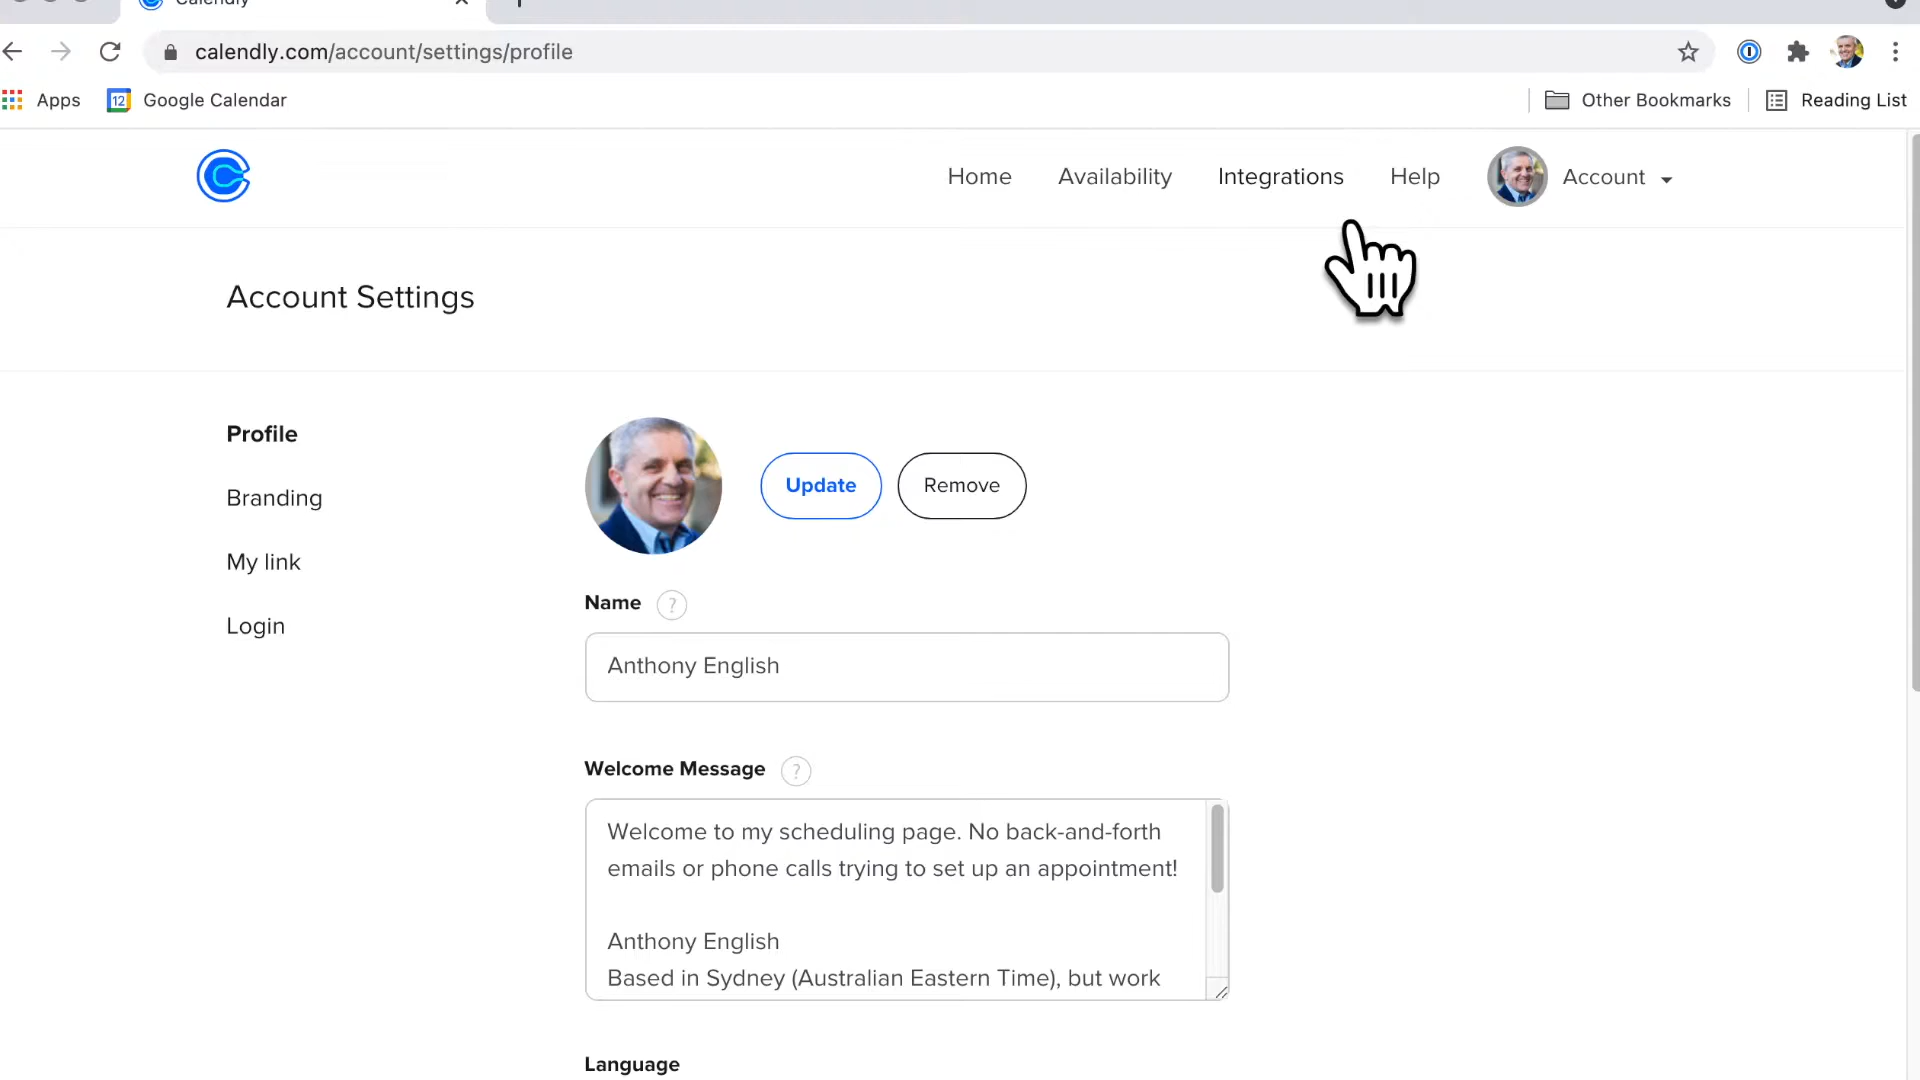 Calendly
calendly.com/account/settings/profile
Apps
12
Google Calendar
Other Bookmarks
Reading List
Home
Availability
Integrations
Help
Account
Account Settings
Profile
Branding
My link
Login
Update
Remove
Name ?
Anthony English
Welcome Message ?
Welcome to my scheduling page. No back-and-forth
emails or phone calls trying to set up an appointment!
Anthony English
Based in Sydney (Australian Eastern Time), but work
Language